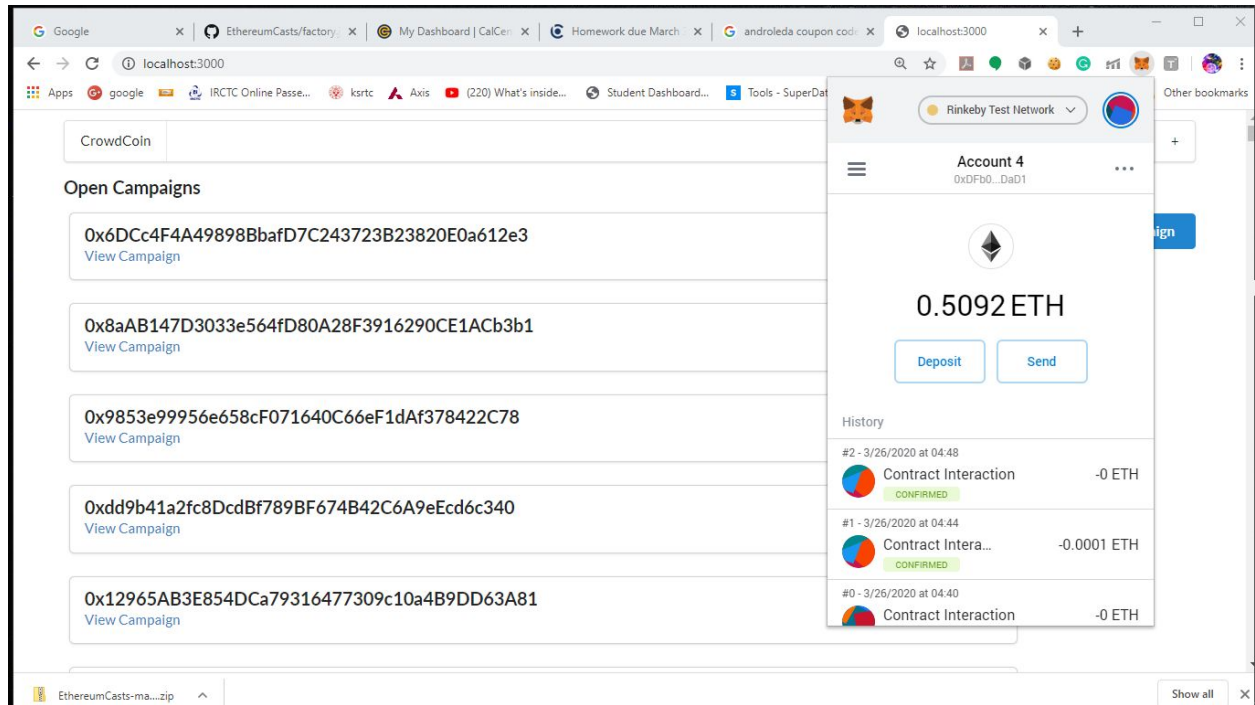 Google
EthereumCasts/factory
My Dashboard | CalCen
Homework due March
androleda coupon code
localhost:3000
localhost:3000
Apps
google
IRCTC Online Passe...
ksrtc
Axis
(220) What's inside...
Student Dashboard...
Tools - SuperDat
Other bookmarks
CrowdCoin
+
Open Campaigns
0x6DCc4F4A49898BbafD7C243723B23820E0a612e3
View Campaign
ign
0x8aAB147D3033e564fD80A28F3916290CE1ACb3b1
View Campaign
0x9853e99956e658cF071640C66eF1dAf378422C78
View Campaign
0xdd9b41a2fc8DcdBf789BF674B42C6A9eEcd6c340
View Campaign
0x12965AB3E854DCa79316477309c10a4B9DD63A81
View Campaign
Rinkeby Test Network
Account 4
0xDFb0...DaD1
0.5092 ETH
Deposit
Send
History
#2 - 3/26/2020 at 04:48
Contract Interaction -0 ETH
CONFIRMED
#1 - 3/26/2020 at 04:44
Contract Intera... -0.0001 ETH
CONFIRMED
#0 - 3/26/2020 at 04:40
Contract Interaction -0 ETH
EthereumCasts-ma....zip
Show all